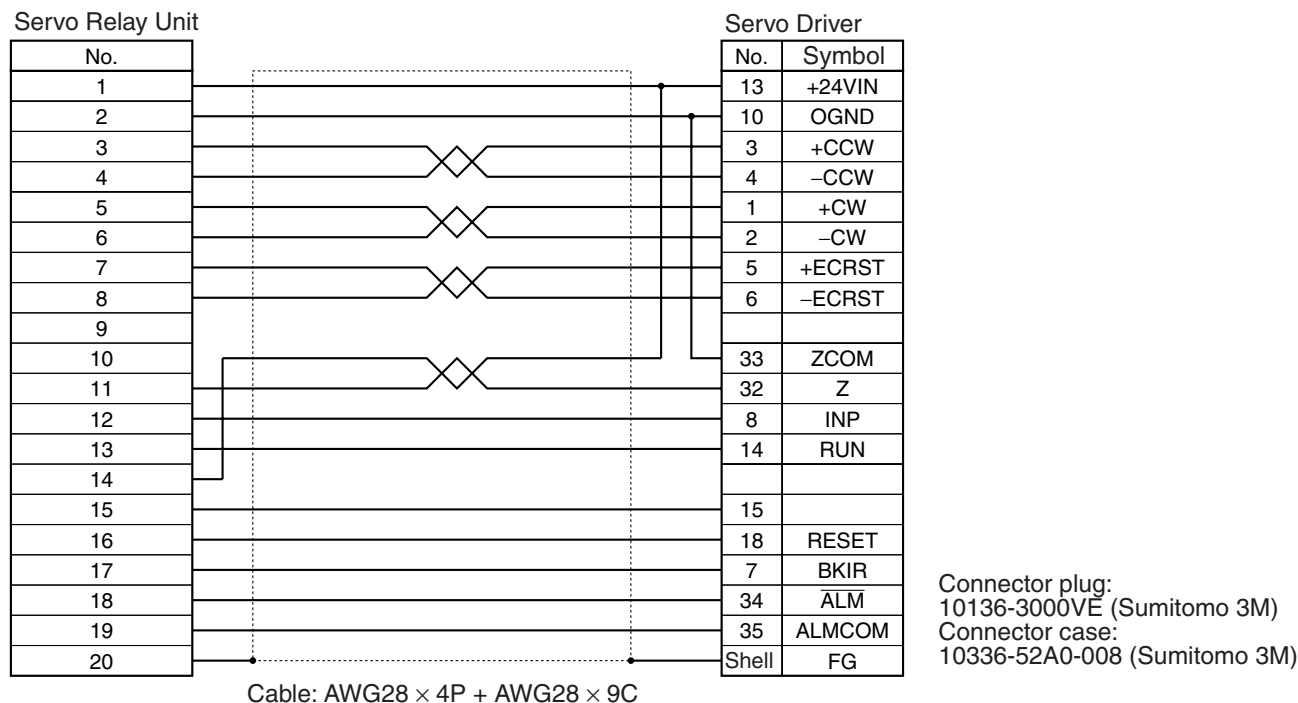 Servo Relay Unit Servo Driver
No. No. Symbol
1 13 +24VIN
2 10 OGND
3 3 +CCW
4 4 −CCW
5 1 +CW
6 2 −CW
7 5 +ECRST
8 6 −ECRST
9
10 33 ZCOM
11 32 Z
12 8 INP
13 14 RUN
14
15 15
16 18 RESET
17 7 BKIR
18 34 A̅L̅M̅
19 35 ALMCOM
20 Shell FG
Cable: AWG28 × 4P + AWG28 × 9C
Connector plug:
10136-3000VE (Sumitomo 3M)
Connector case:
10336-52A0-008 (Sumitomo 3M)